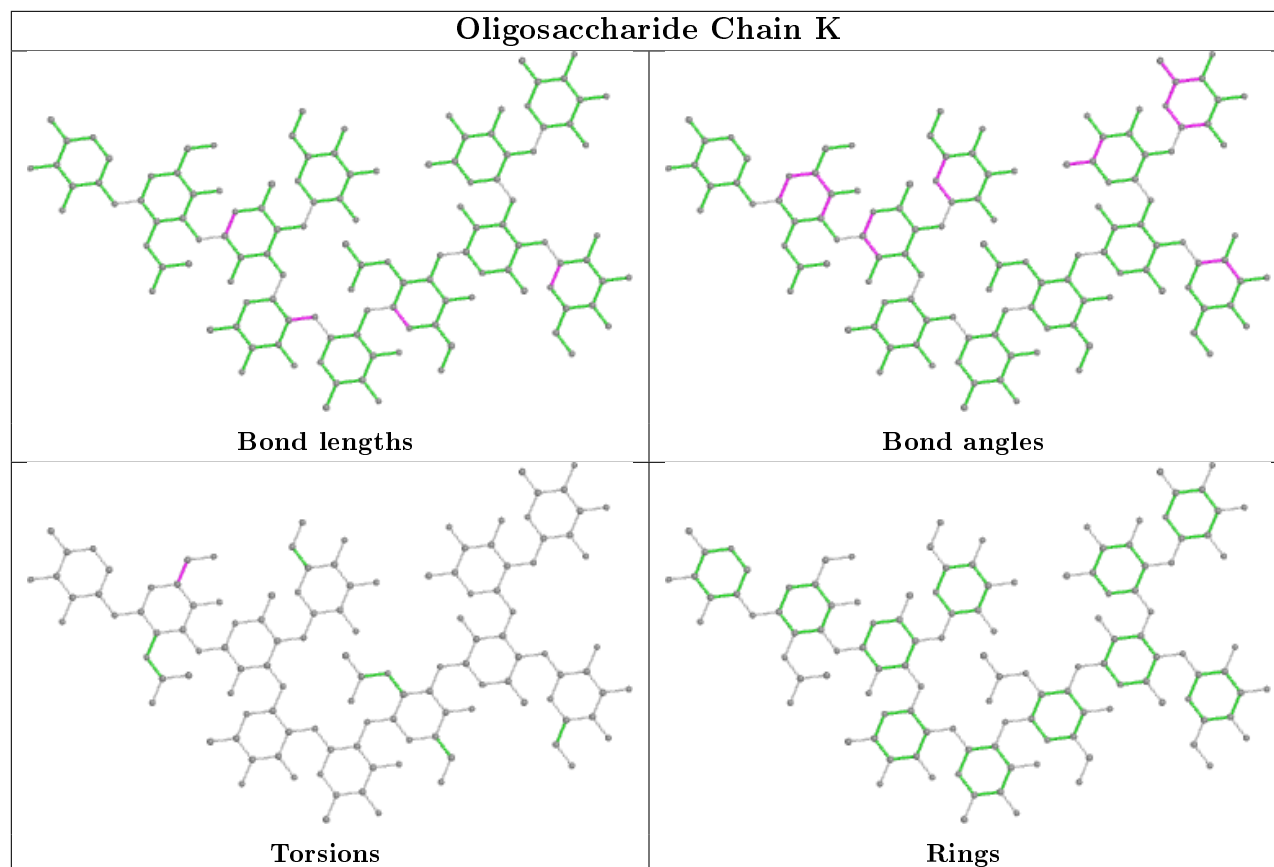 Oligosaccharide Chain K
Bond lengths
Bond angles
Torsions
Rings